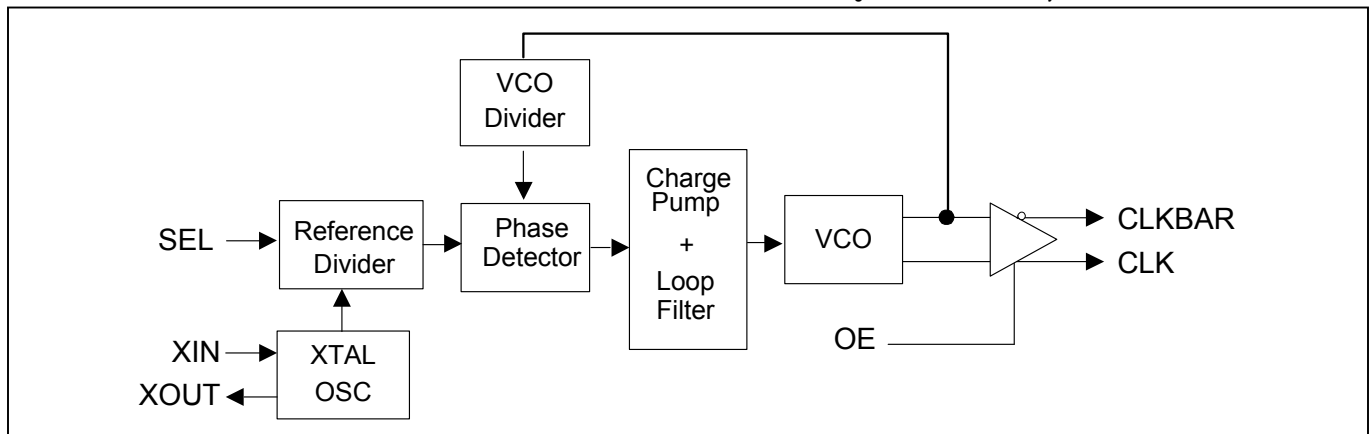 VCO
Divider
SEL
Reference
Divider
Phase
Detector
Charge
Pump
+
Loop
Filter
VCO
CLKBAR
CLK
OE
XIN
XOUT
XTAL
OSC